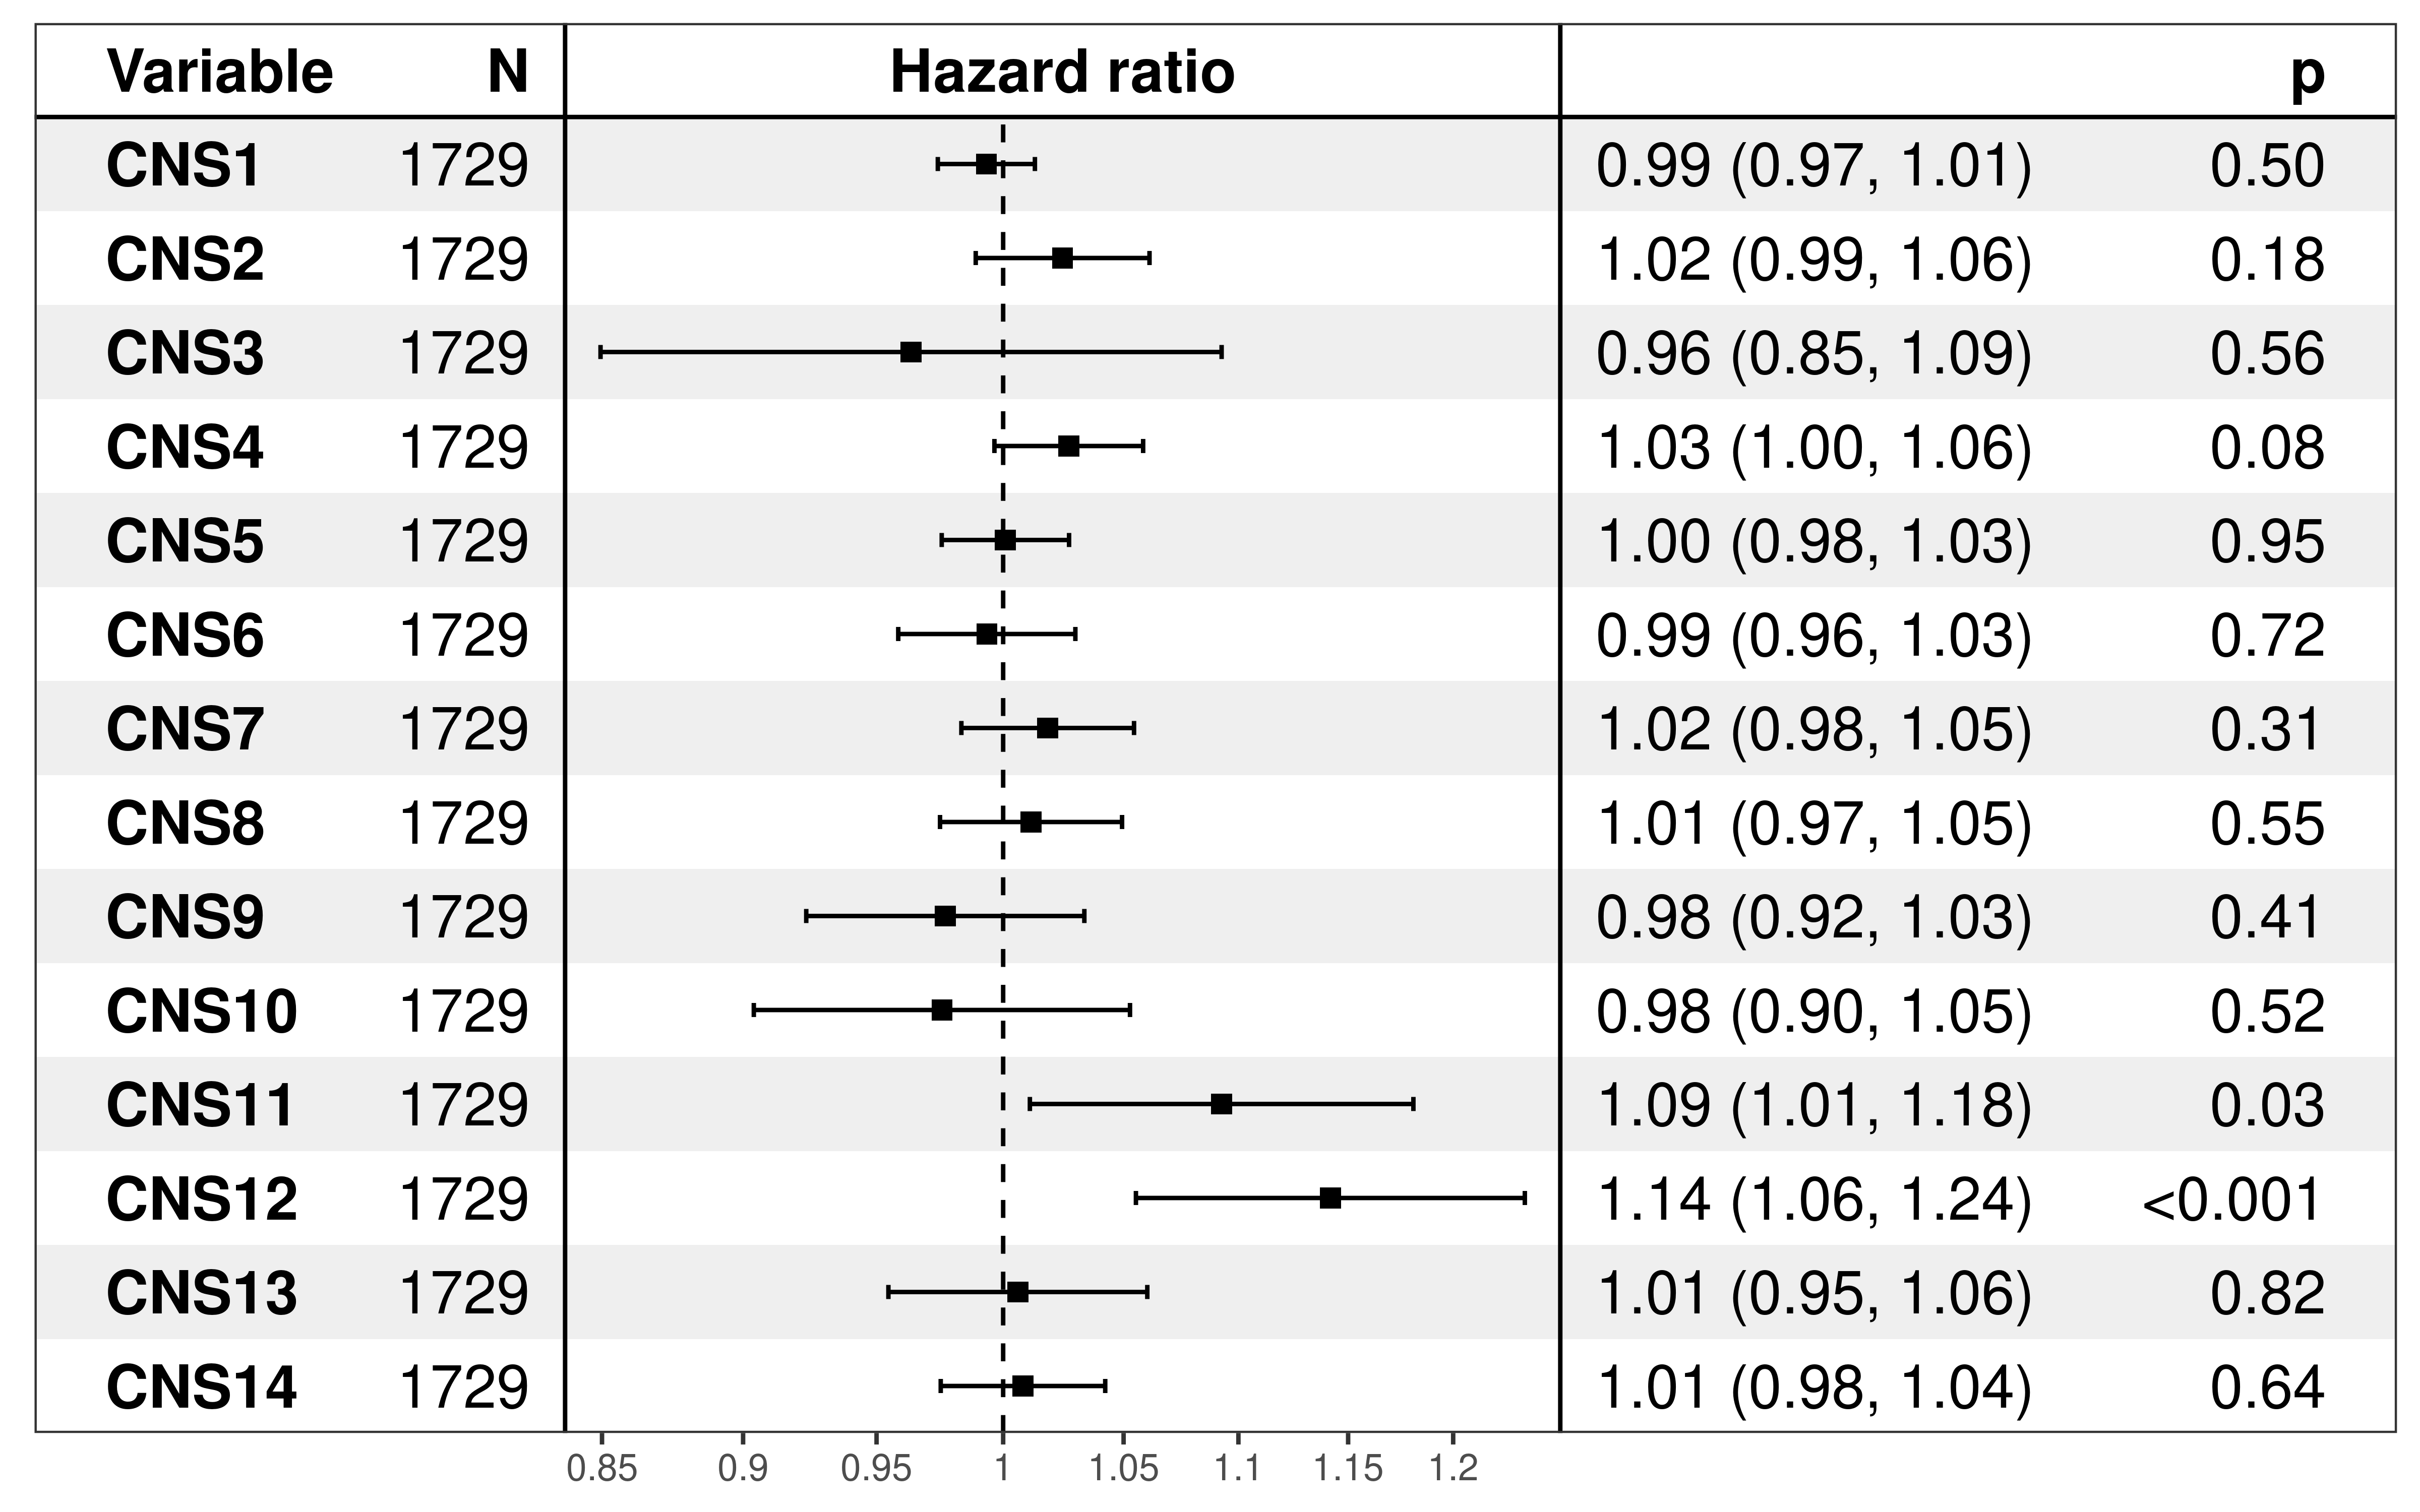 Variable N Hazard ratio p
CNS1 1729 0.99 (0.97, 1.01) 0.50
CNS2 1729 1.02 (0.99, 1.06) 0.18
CNS3 1729 0.96 (0.85, 1.09) 0.56
CNS4 1729 1.03 (1.00, 1.06) 0.08
CNS5 1729 1.00 (0.98, 1.03) 0.95
CNS6 1729 0.99 (0.96, 1.03) 0.72
CNS7 1729 1.02 (0.98, 1.05) 0.31
CNS8 1729 1.01 (0.97, 1.05) 0.55
CNS9 1729 0.98 (0.92, 1.03) 0.41
CNS10 1729 0.98 (0.90, 1.05) 0.52
CNS11 1729 1.09 (1.01, 1.18) 0.03
CNS12 1729 1.14 (1.06, 1.24) <0.001
CNS13 1729 1.01 (0.95, 1.06) 0.82
CNS14 1729 1.01 (0.98, 1.04) 0.64
0.85 0.9 0.95 1 1.05 1.1 1.15 1.2